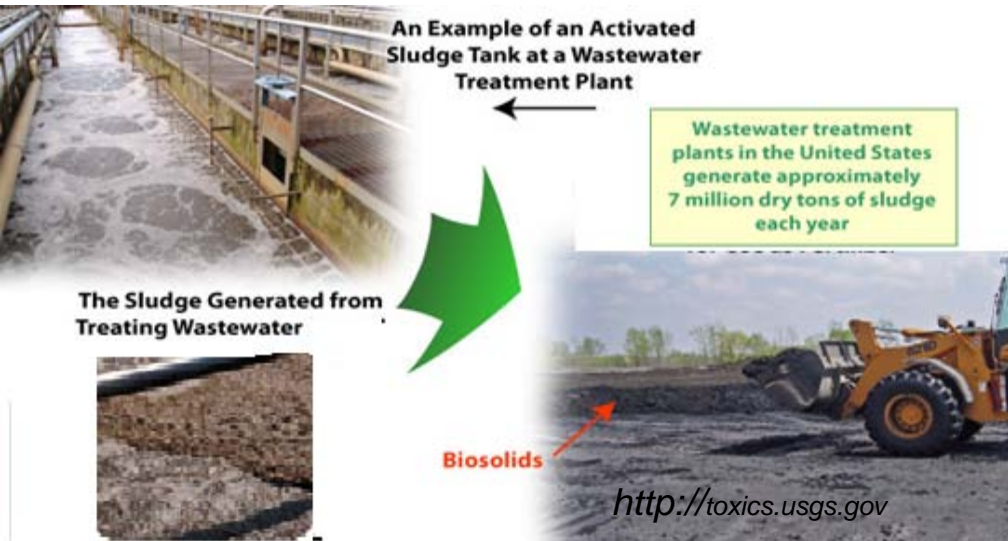 An Example of an Activated
Sludge Tank at a Wastewater
Treatment Plant
Wastewater treatment
plants in the United States
generate approximately
7 million dry tons of sludge
each year
The Sludge Generated from
Treating Wastewater
Biosolids
http://toxics.usgs.gov